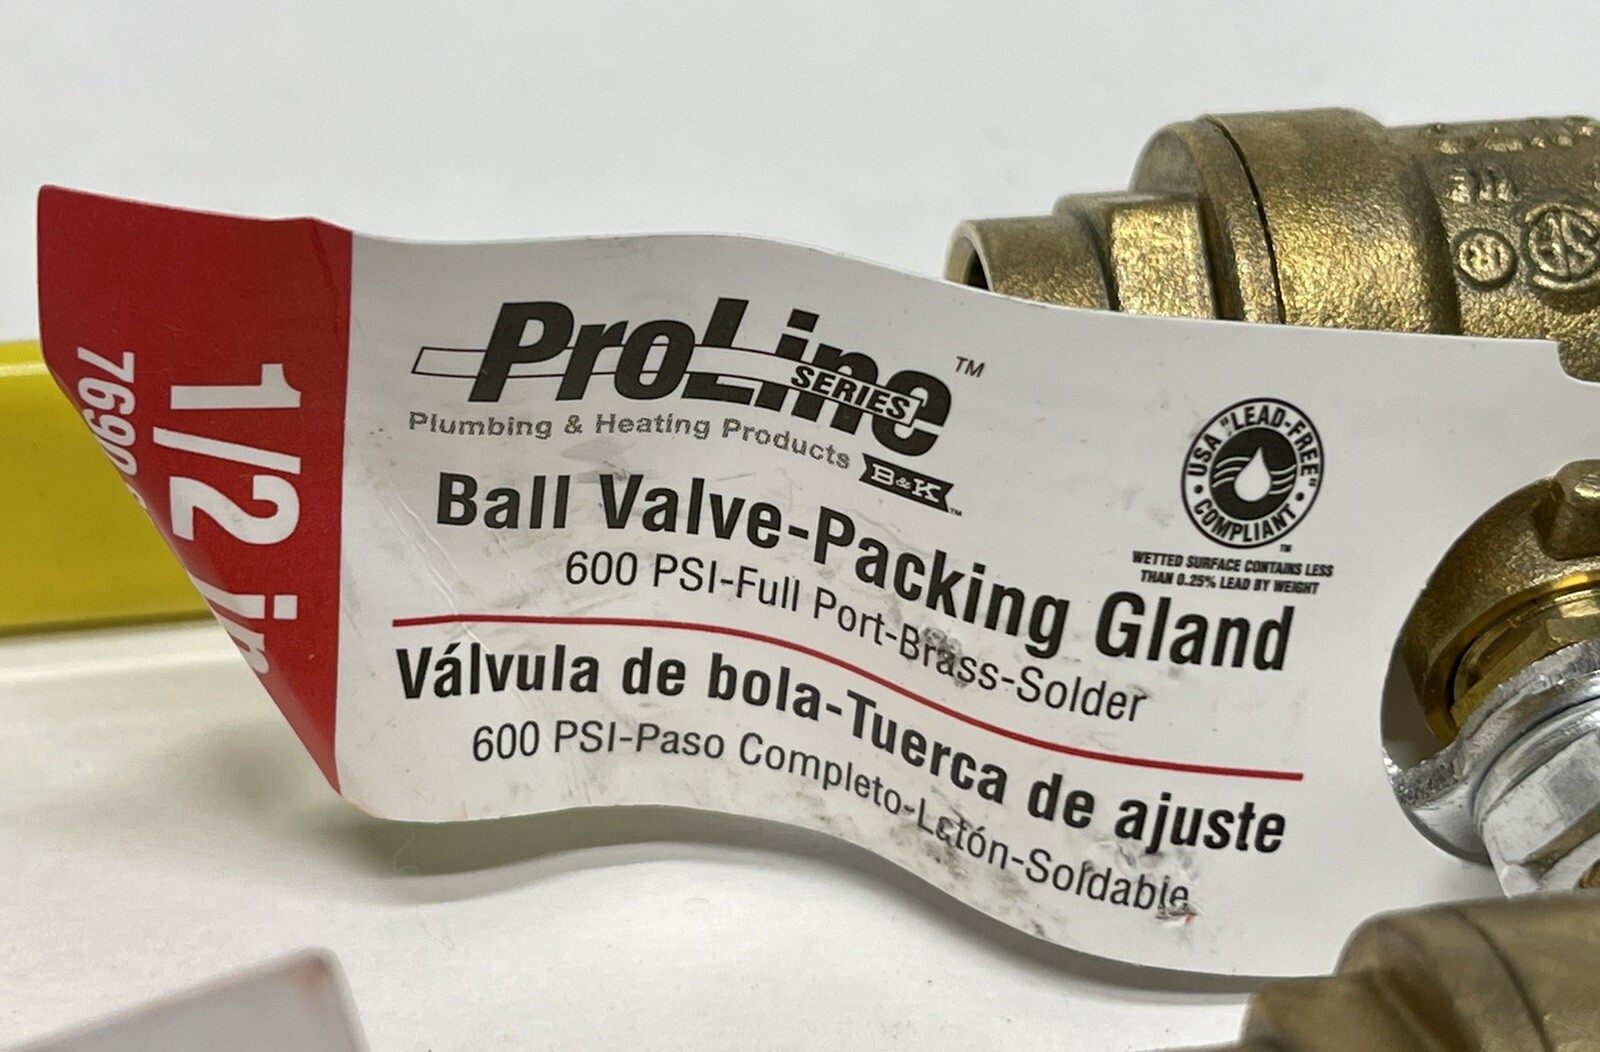 1/2 in
ProLine
SERIES
™
Plumbing & Heating Products
B&K™
Ball Valve-Packing Gland
600 PSI-Full Port-Brass-Solder
Válvula de bola-Tuerca de ajuste
600 PSI-Paso Completo-Latón-Soldable
USA "LEAD-FREE"
COMPLIANT
™
WETTED SURFACE CONTAINS LESS
THAN 0.25% LEAD BY WEIGHT
®